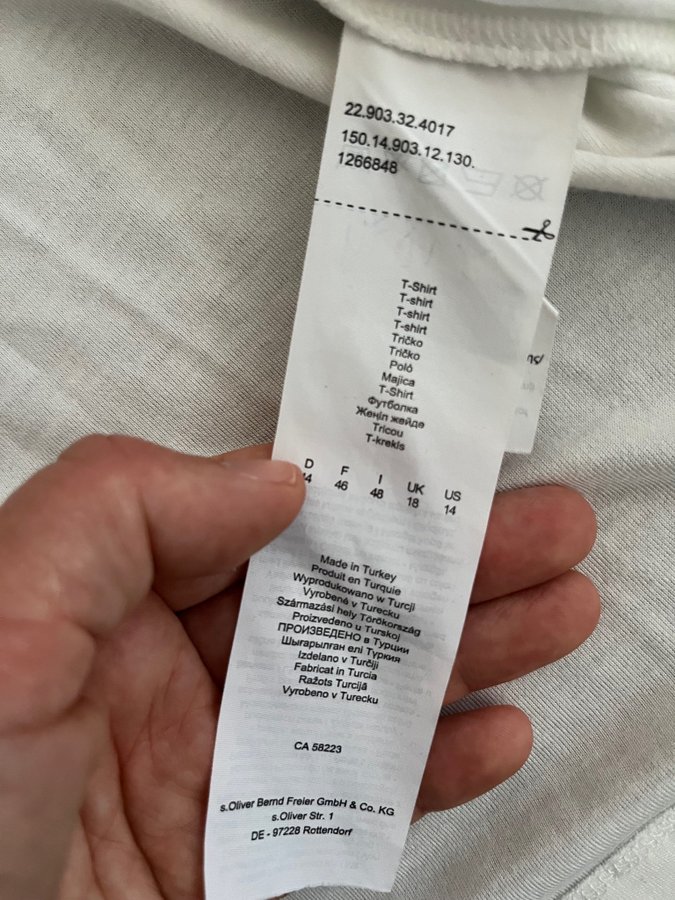 22.903.32.4017
150.14.903.12.130.
1266848
T-Shirt
T-shirt
T-shirt
T-shirt
Tričko
Tričko
Poló
Majica
T-Shirt
Футболка
Жеңіл жейде
Tricou
T-krekls
D F I UK US
46 48 18 14
Made in Turkey
Produit en Turquie
Wyprodukowano w Turcji
Vyrobené v Turecku
Származási hely Törökország
Proizvedeno u Turskoj
ПРОИЗВЕДЕНО в Турции
Шығарылған елі Түркия
Izdelano v Turčiji
Fabricat in Turcia
Ražots Turcijā
Vyrobeno v Turecku
CA 58223
s.Oliver Bernd Freier GmbH & Co. KG
s.Oliver Str. 1
DE - 97228 Rottendorf